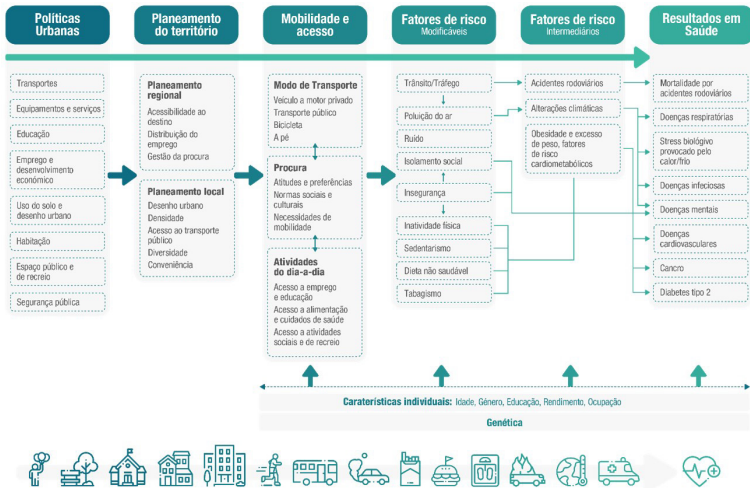 Políticas
Urbanas
Planeamento
do território
Mobilidade e
acesso
Fatores de risco
Modificáveis
Fatores de risco
Intermediários
Resultados em
Saúde
Transportes
Equipamentos e serviços
Educação
Emprego e
desenvolvimento
económico
Uso do solo e
desenho urbano
Habitação
Espaço público e
de recreio
Segurança pública
Planeamento
regional
Acessibilidade ao
destino
Distribuição do
emprego
Gestão da procura
Planeamento local
Desenho urbano
Densidade
Acesso ao transporte
público
Diversidade
Conveniência
Modo de Transporte
Veículo a motor privado
Transporte público
Bicicleta
A pé
Procura
Atitudes e preferências
Normas sociais e
culturais
Necessidades de
mobilidade
Atividades
do dia-a-dia
Acesso a emprego
e educação
Acesso a alimentação
e cuidados de saúde
Acesso a atividades
sociais e de recreio
Trânsito/Tráfego
Poluição do ar
Ruído
Isolamento social
Insegurança
Inatividade física
Sedentarismo
Dieta não saudável
Tabagismo
Acidentes rodoviários
Alterações climáticas
Obesidade e excesso
de peso, fatores
de risco
cardiometabólicos
Mortalidade por
acidentes rodoviários
Doenças respiratórias
Stress biológivo
provocado pelo
calor/frio
Doenças infeciosas
Doenças mentais
Doenças
cardiovasculares
Cancro
Diabetes tipo 2
Caraterísticas individuais: Idade, Género, Educação, Rendimento, Ocupação
Genética